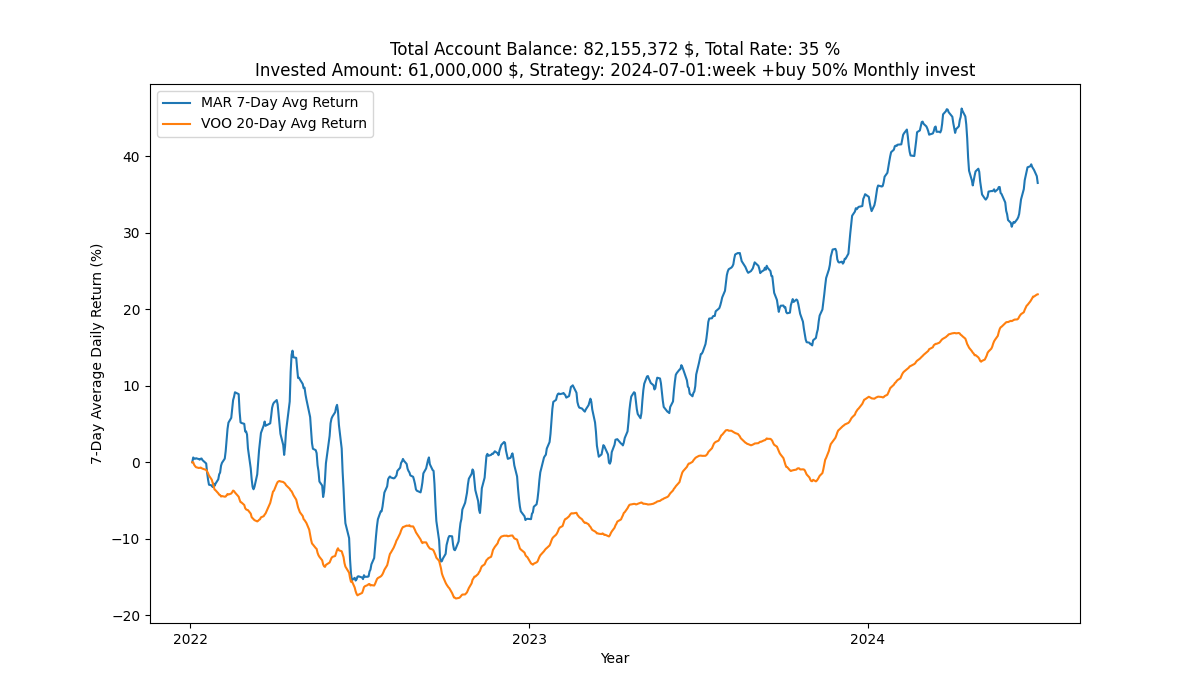 Total Account Balance: 82,155,372 $, Total Rate: 35 %
Invested Amount: 61,000,000 $, Strategy: 2024-07-01:week +buy 50% Monthly invest
MAR 7-Day Avg Return
VOO 20-Day Avg Return
7-Day Average Daily Return (%)
40
30
20
10
0
−10
−20
2022
2023
2024
Year